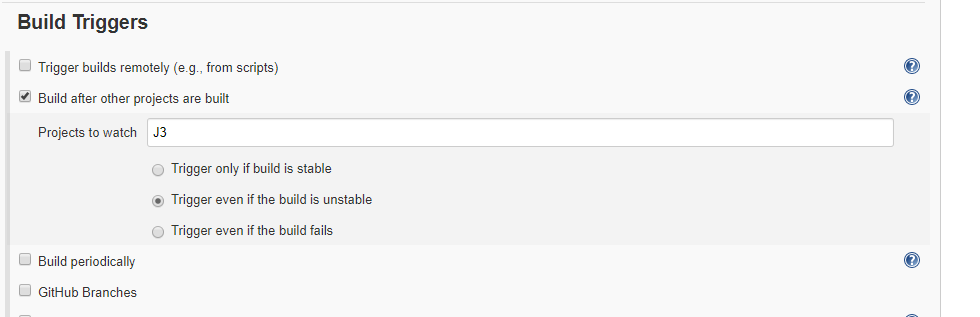 Build Triggers
Trigger builds remotely (e.g., from scripts)
Build after other projects are built
Projects to watch J3
Trigger only if build is stable
Trigger even if the build is unstable
Trigger even if the build fails
Build periodically
GitHub Branches